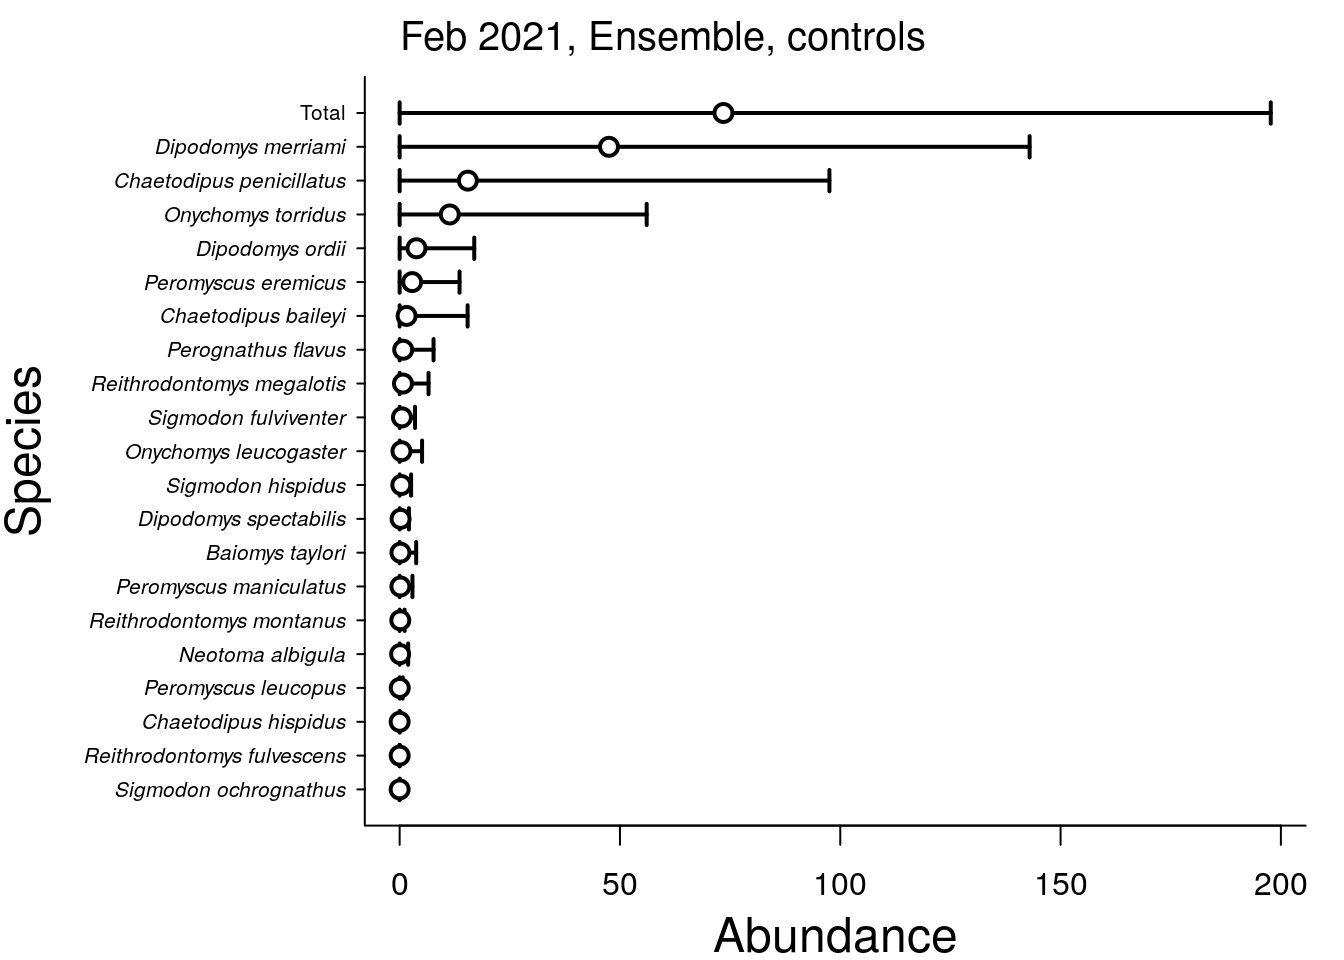 Feb 2021, Ensemble, controls
Species
Total
Dipodomys merriami
Chaetodipus penicillatus
Onychomys torridus
Dipodomys ordii
Peromyscus eremicus
Chaetodipus baileyi
Perognathus flavus
Reithrodontomys megalotis
Sigmodon fulviventer
Onychomys leucogaster
Sigmodon hispidus
Dipodomys spectabilis
Baiomys taylori
Peromyscus maniculatus
Reithrodontomys montanus
Neotoma albigula
Peromyscus leucopus
Chaetodipus hispidus
Reithrodontomys fulvescens
Sigmodon ochrognathus
0 50 100 150 200
Abundance